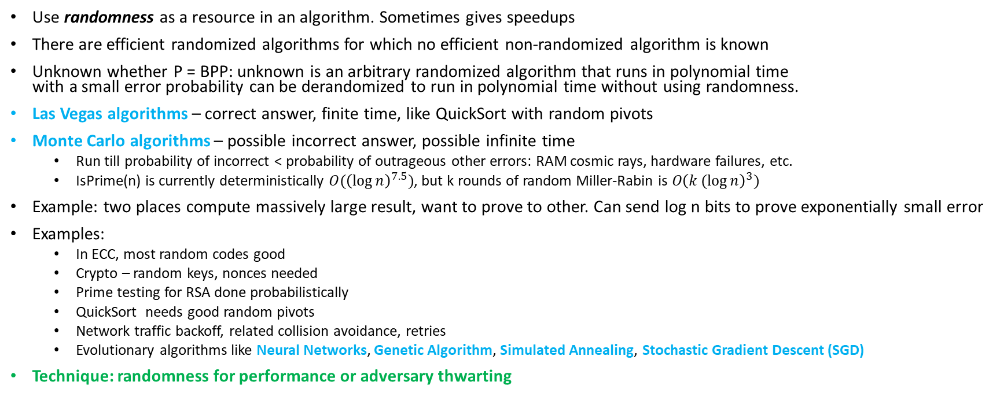 • Use randomness as a resource in an algorithm. Sometimes gives speedups
• There are efficient randomized algorithms for which no efficient non-randomized algorithm is known
• Unknown whether P = BPP: unknown is an arbitrary randomized algorithm that runs in polynomial time
with a small error probability can be derandomized to run in polynomial time without using randomness.
• Las Vegas algorithms – correct answer, finite time, like QuickSort with random pivots
• Monte Carlo algorithms – possible incorrect answer, possible infinite time
• Run till probability of incorrect < probability of outrageous other errors: RAM cosmic rays, hardware failures, etc.
• IsPrime(n) is currently deterministically O((log n)^7.5), but k rounds of random Miller-Rabin is O(k (log n)^3)
• Example: two places compute massively large result, want to prove to other. Can send log n bits to prove exponentially small error
• Examples:
• In ECC, most random codes good
• Crypto – random keys, nonces needed
• Prime testing for RSA done probabilistically
• QuickSort needs good random pivots
• Network traffic backoff, related collision avoidance, retries
• Evolutionary algorithms like Neural Networks, Genetic Algorithm, Simulated Annealing, Stochastic Gradient Descent (SGD)
• Technique: randomness for performance or adversary thwarting